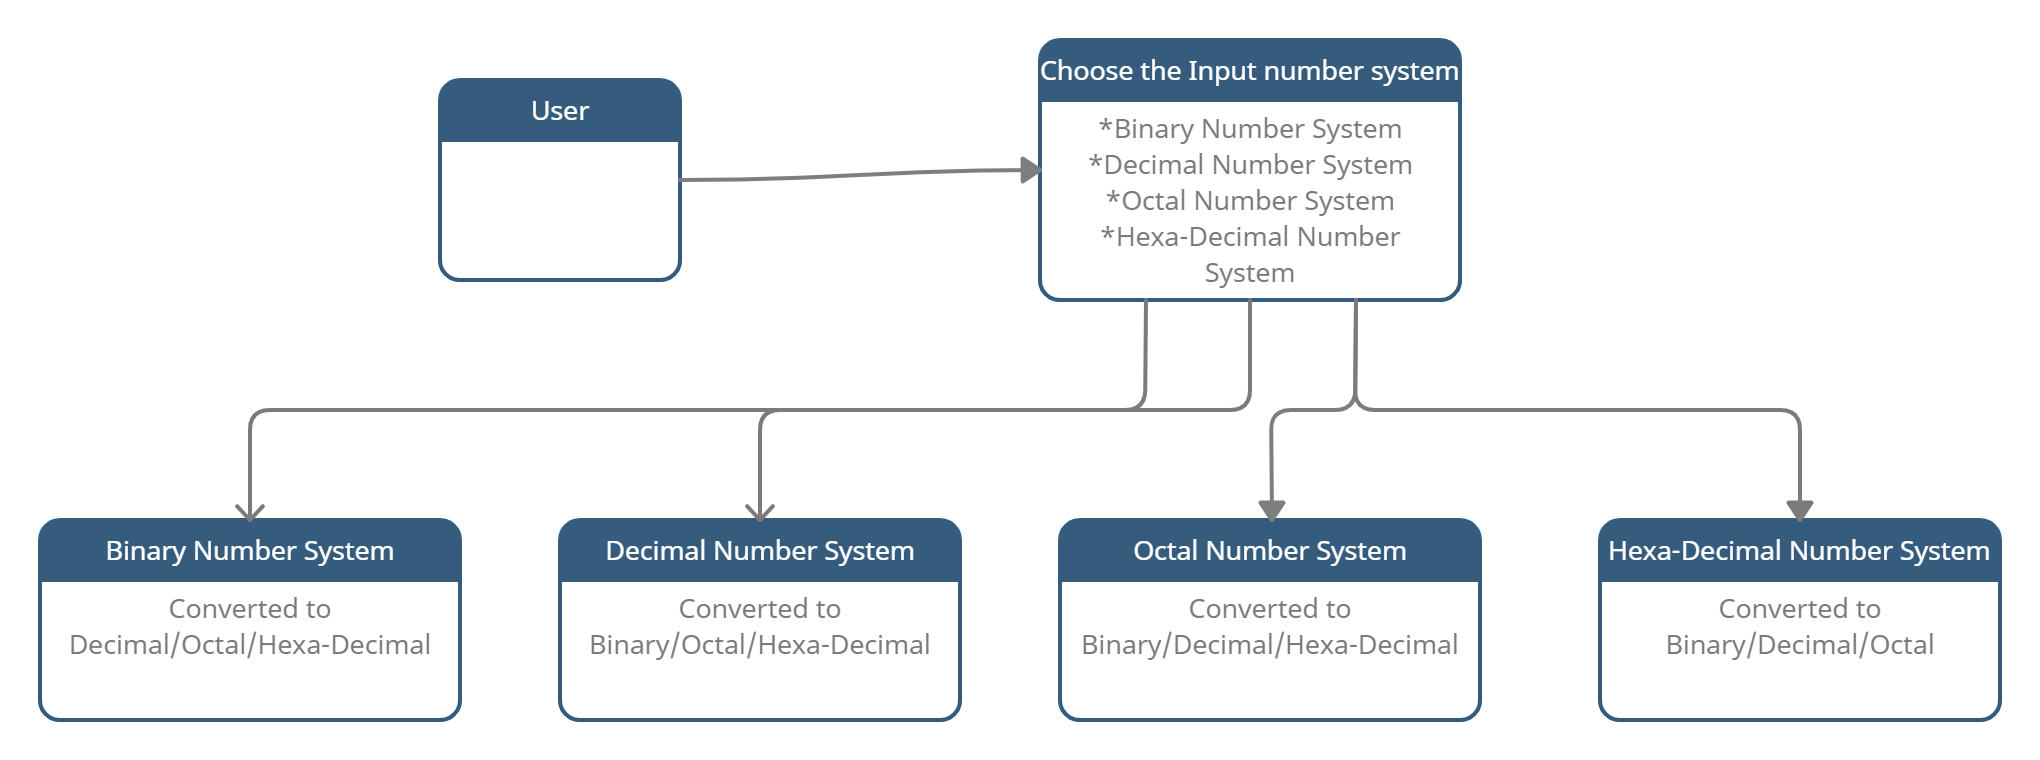 User
Choose the Input number system
*Binary Number System
*Decimal Number System
*Octal Number System
*Hexa-Decimal Number
System
Binary Number System
Converted to
Decimal/Octal/Hexa-Decimal
Decimal Number System
Converted to
Binary/Octal/Hexa-Decimal
Octal Number System
Converted to
Binary/Decimal/Hexa-Decimal
Hexa-Decimal Number System
Converted to
Binary/Decimal/Octal